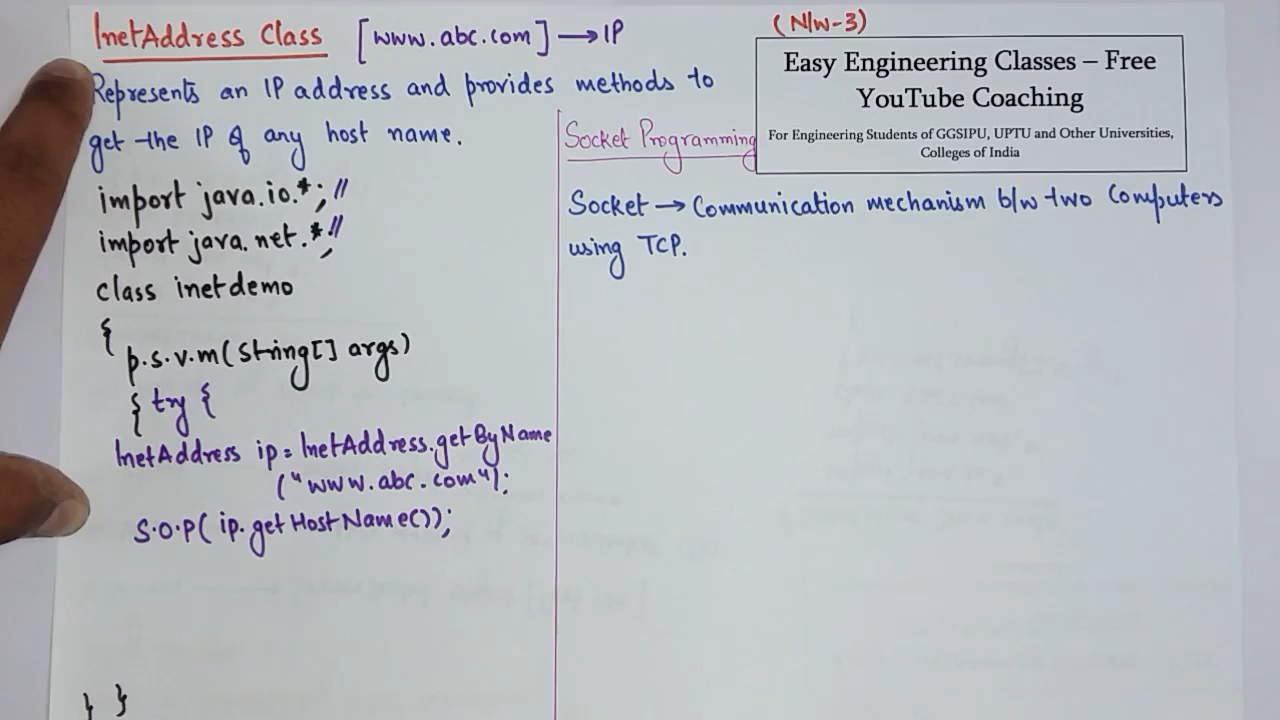 InetAddress Class [www.abc.com] → IP
Represents an IP address and provides methods to
get the IP of any host name.
import java.io.*; //
import java.net.*; //
class inetdemo
{
p.s.v.m(String[] args)
{ try {
InetAddress ip = InetAddress.getByName
("www.abc.com");
S.O.P( ip.getHostName());
} }
(N/W-3)
Easy Engineering Classes – Free
YouTube Coaching
For Engineering Students of GGSIPU, UPTU and Other Universities,
Colleges of India
Socket Programming
Socket → Communication mechanism b/w two Computers
using TCP.